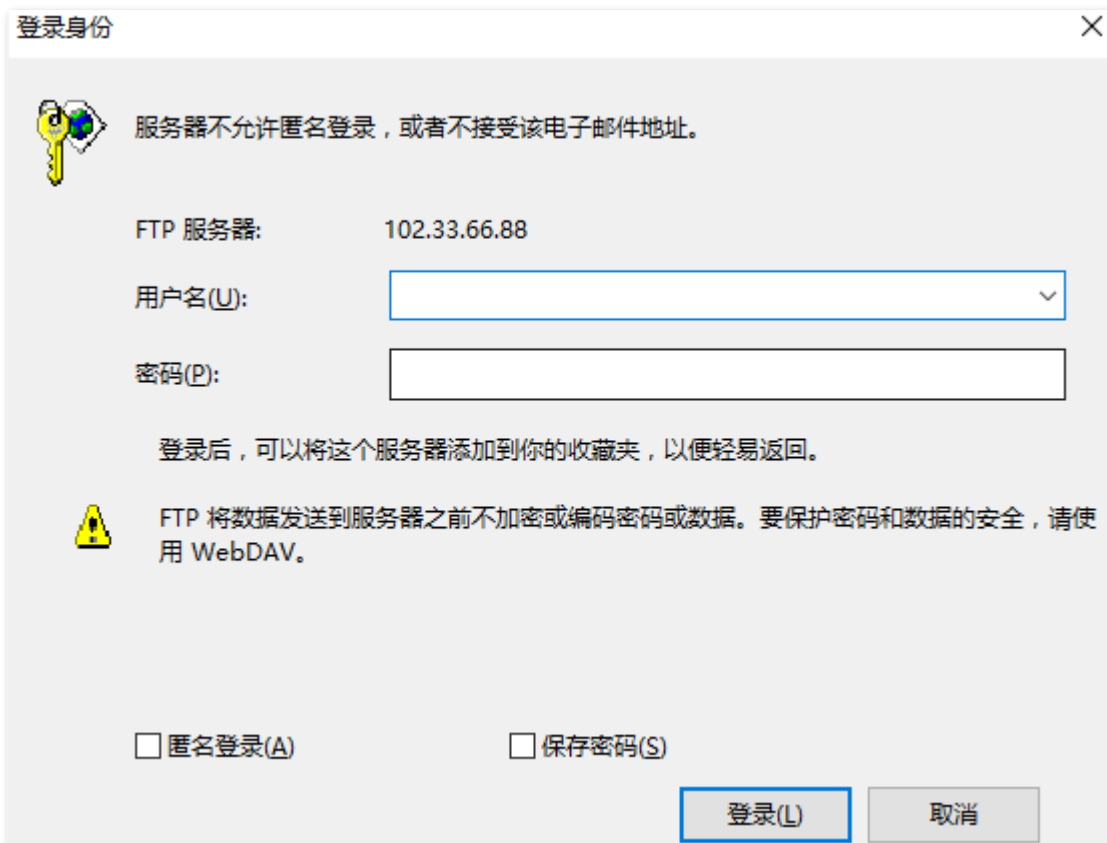 登录身份
服务器不允许匿名登录，或者不接受该电子邮件地址。
FTP 服务器: 102.33.66.88
用户名(U):
密码(P):
登录后，可以将这个服务器添加到你的收藏夹，以便轻易返回。
FTP 将数据发送到服务器之前不加密或编码密码或数据。要保护密码和数据的安全，请使
用 WebDAV。
匿名登录(A) 保存密码(S)
登录(L) 取消